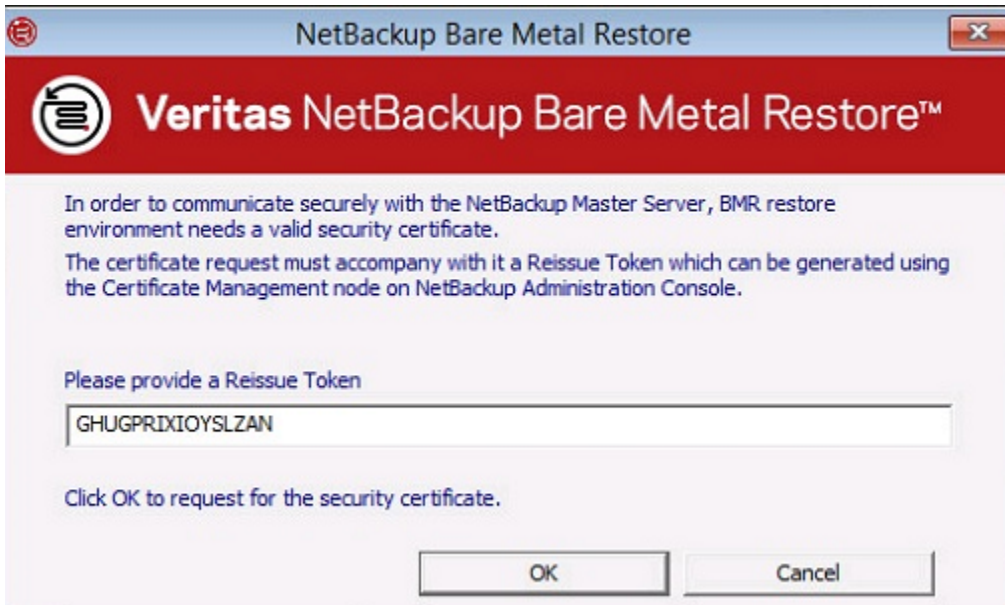 NetBackup Bare Metal Restore
Veritas NetBackup Bare Metal Restore™
In order to communicate securely with the NetBackup Master Server, BMR restore
environment needs a valid security certificate.
The certificate request must accompany with it a Reissue Token which can be generated using
the Certificate Management node on NetBackup Administration Console.
Please provide a Reissue Token
GHUGPRIXIOYSLZAN
Click OK to request for the security certificate.
OK Cancel